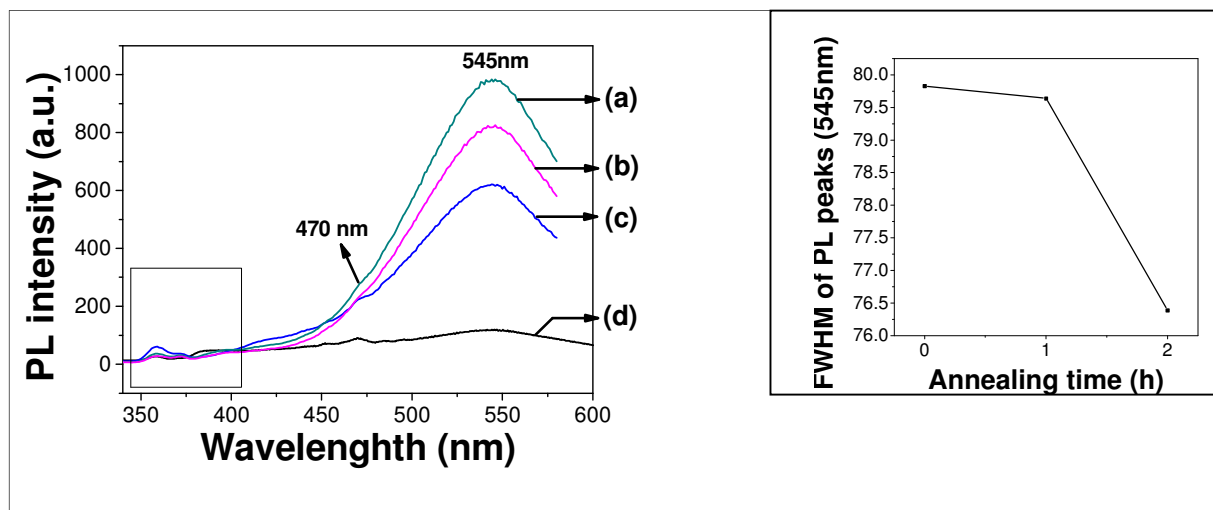 PL intensity (a.u.)
1000
800
600
400
200
0
545nm
470 nm
(a)
(b)
(c)
(d)
350 400 450 500 550 600
Wavelenghth (nm)
FWHM of PL peaks (545nm)
80.0
79.5
79.0
78.5
78.0
77.5
77.0
76.5
76.0
0 1 2
Annealing time (h)